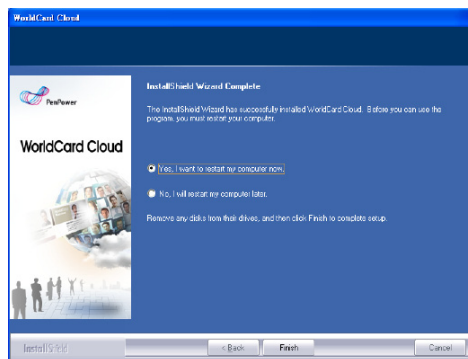 WorldCard Cloud
PenPower
WorldCard Cloud
InstallShield Wizard Complete
The InstallShield Wizard has successfully installed WorldCard Cloud. Before you can use the
program, you must restart your computer.
Yes, I want to restart my computer now.
No, I will restart my computer later.
Remove any disks from their drives, and then click Finish to complete setup.
InstallShield
< Back
Finish
Cancel